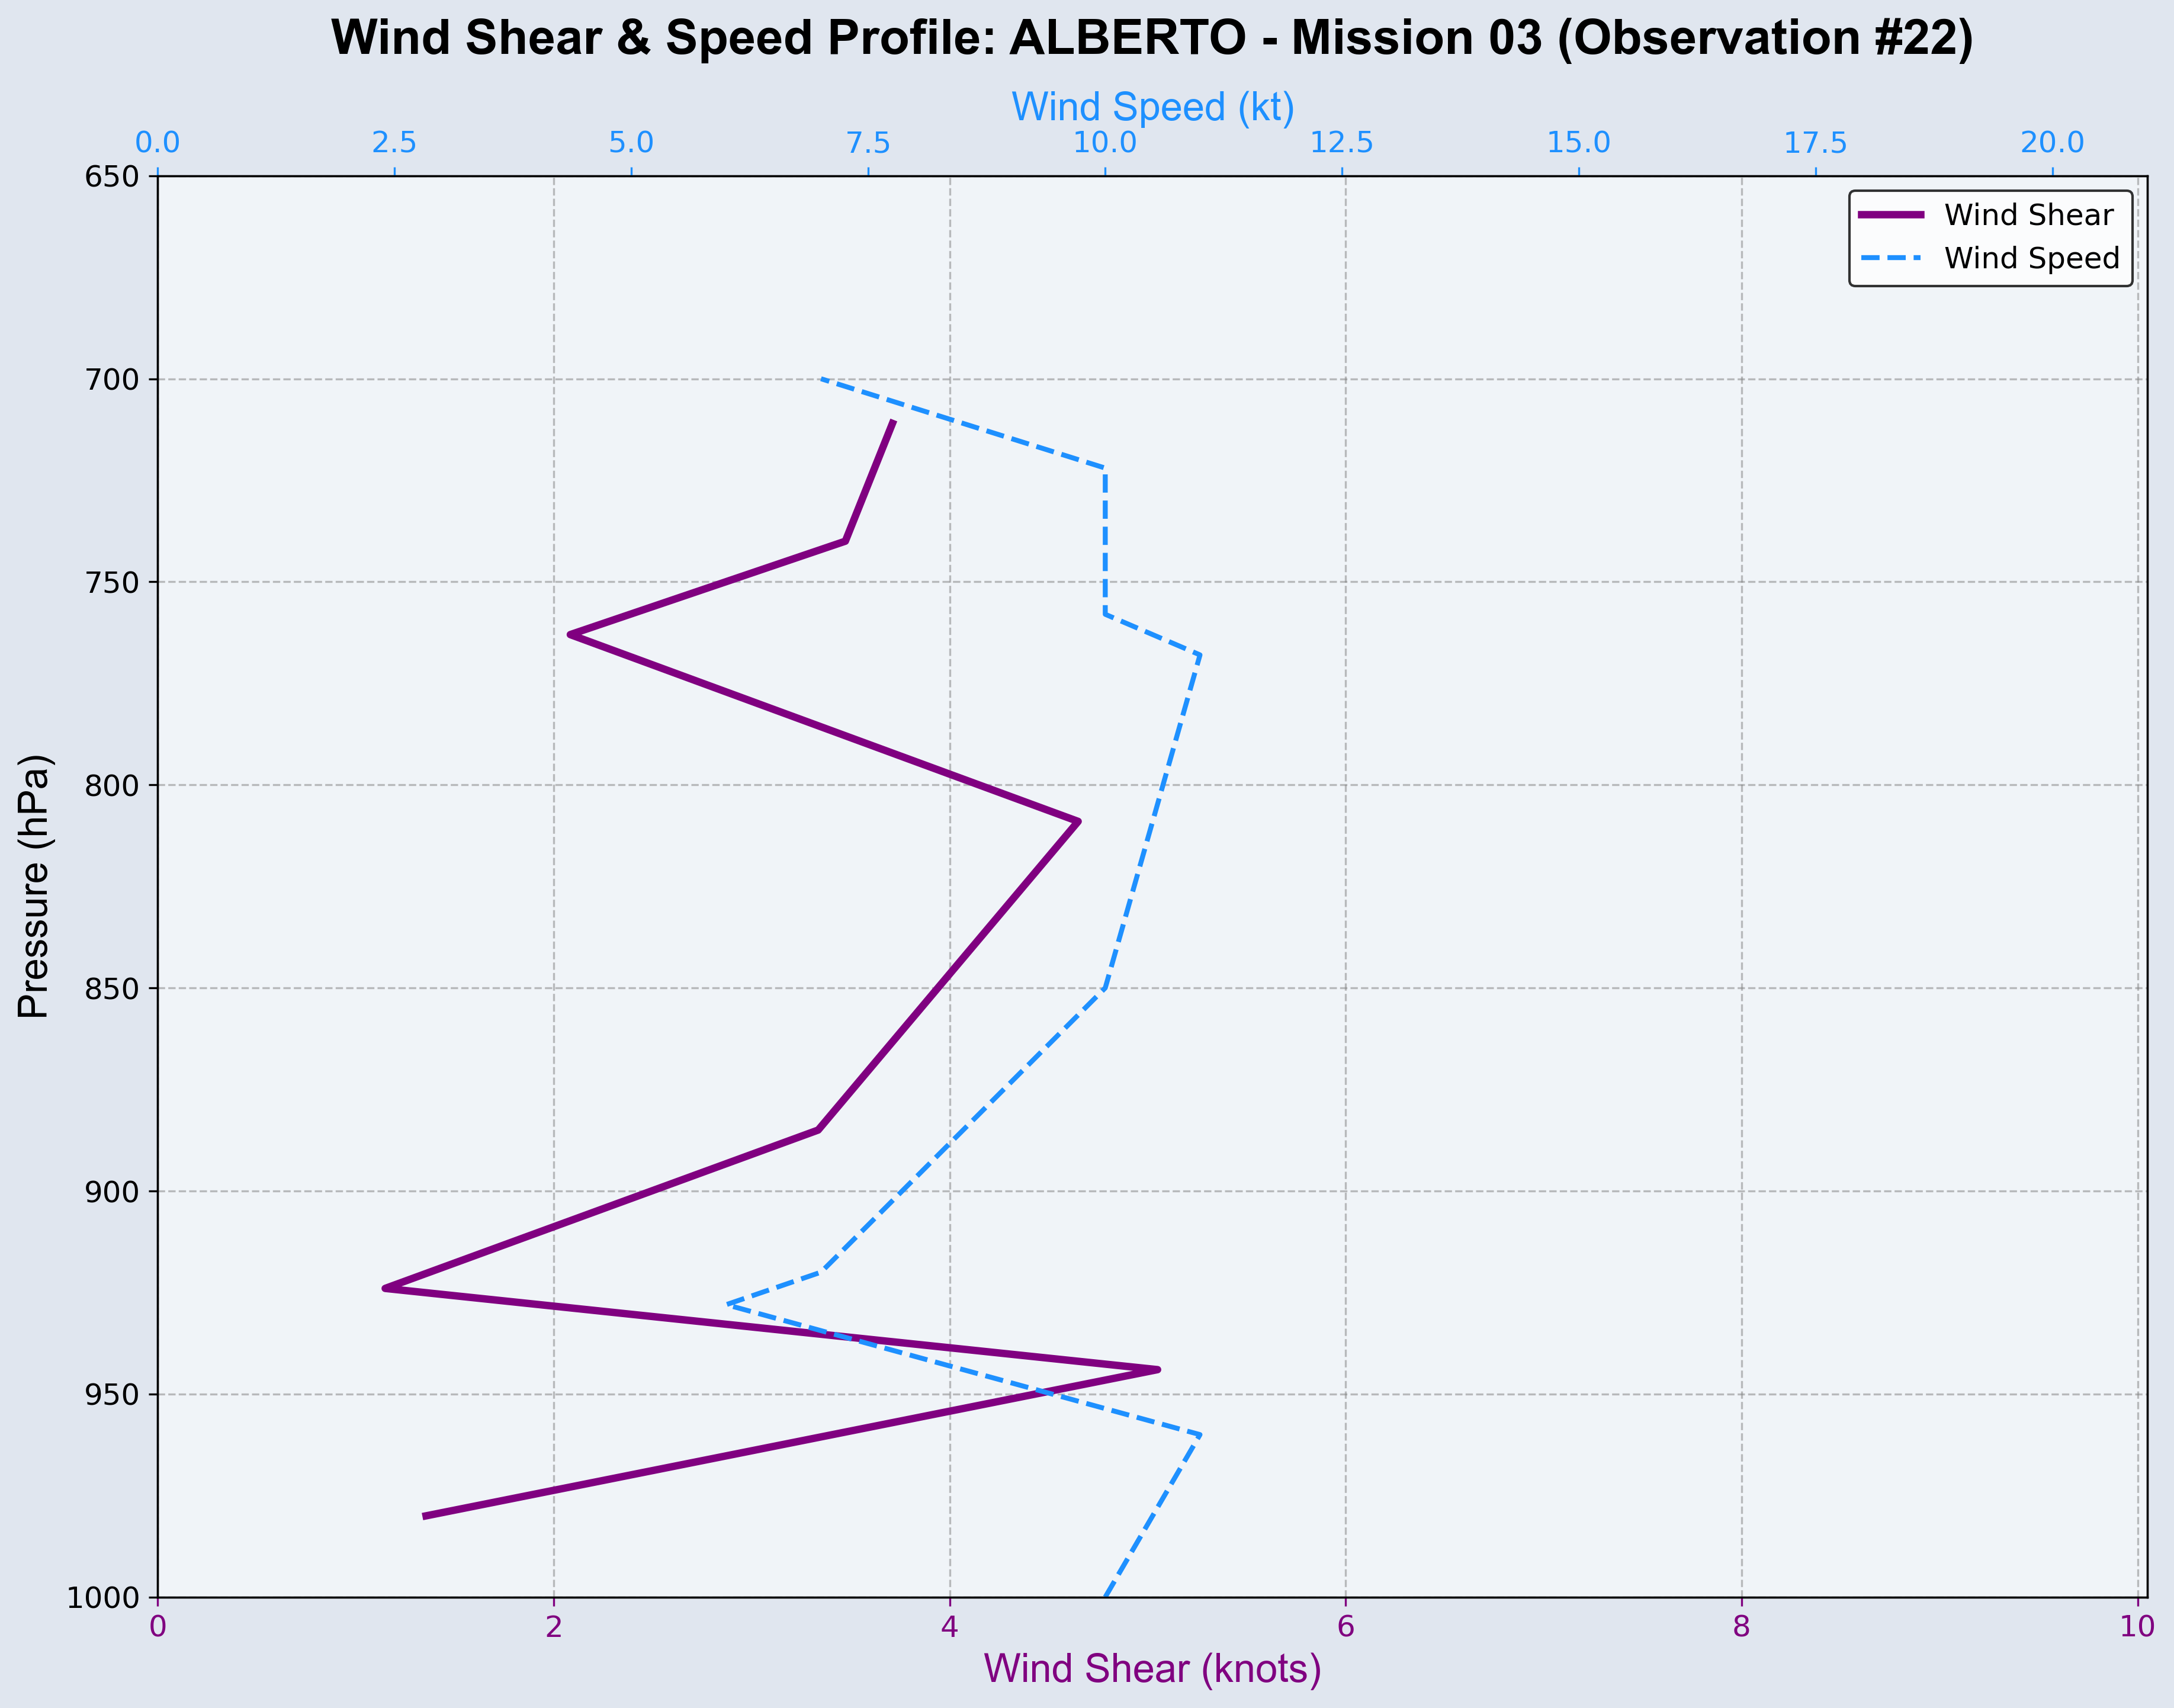 Wind Shear & Speed Profile: ALBERTO - Mission 03 (Observation #22)
Wind Speed (kt)
0.0 2.5 5.0 7.5 10.0 12.5 15.0 17.5 20.0
Wind Shear
Wind Speed
Pressure (hPa)
650
700
750
800
850
900
950
1000
0 2 4 6 8 10
Wind Shear (knots)